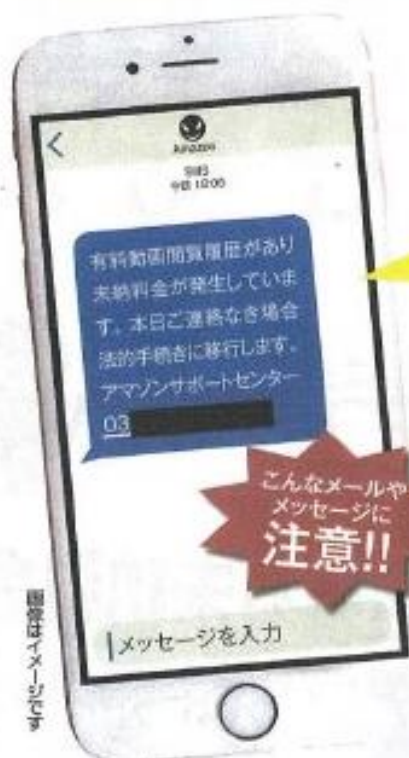 有料動画閲覧履歴があり
未納料金が発生していま
す。本日ご連絡なき場合
法的手続きに移行します。
アマゾンサポートセンター
03
こんなメールや
メッセージに
注意!!
メッセージを入力
画像はイメージです